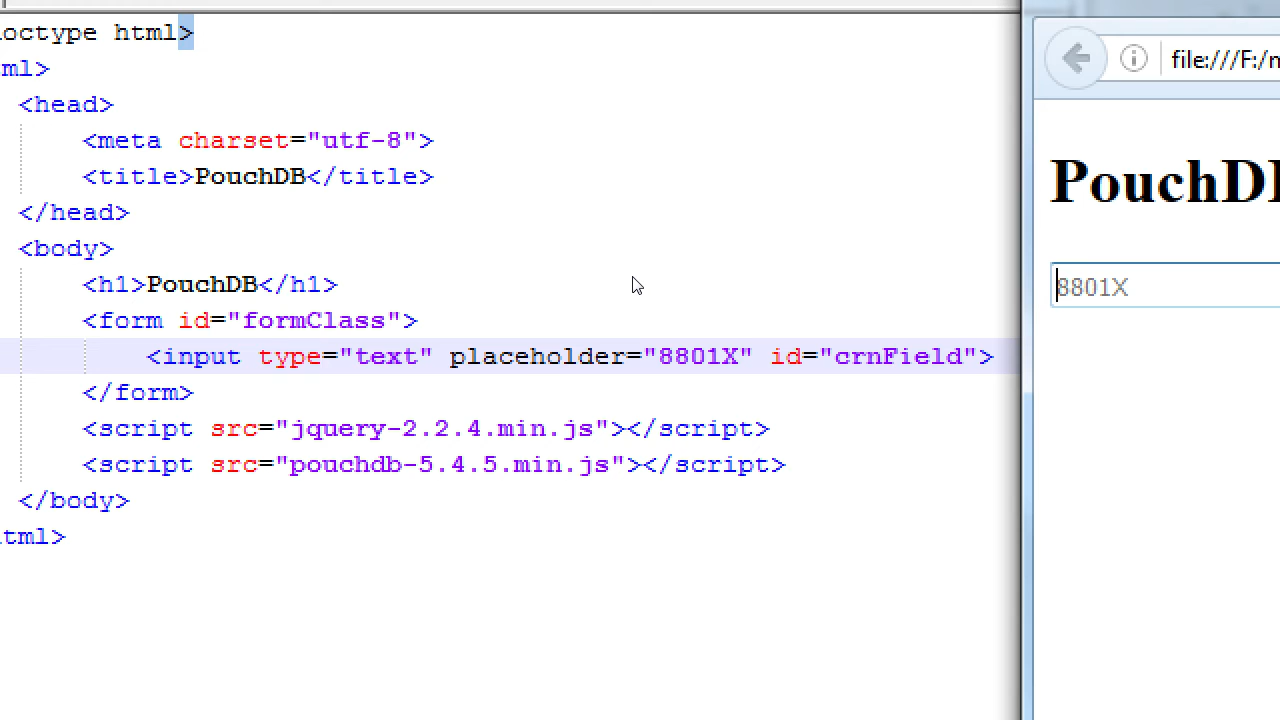 octype html>
ml>
<head>
<meta charset="utf-8">
<title>PouchDB</title>
</head>
<body>
<h1>PouchDB</h1>
<form id="formClass">
<input type="text" placeholder="8801X" id="crnField">
</form>
<script src="jquery-2.2.4.min.js"></script>
<script src="pouchdb-5.4.5.min.js"></script>
</body>
tml>
file:///F:/m
PouchDB
8801X